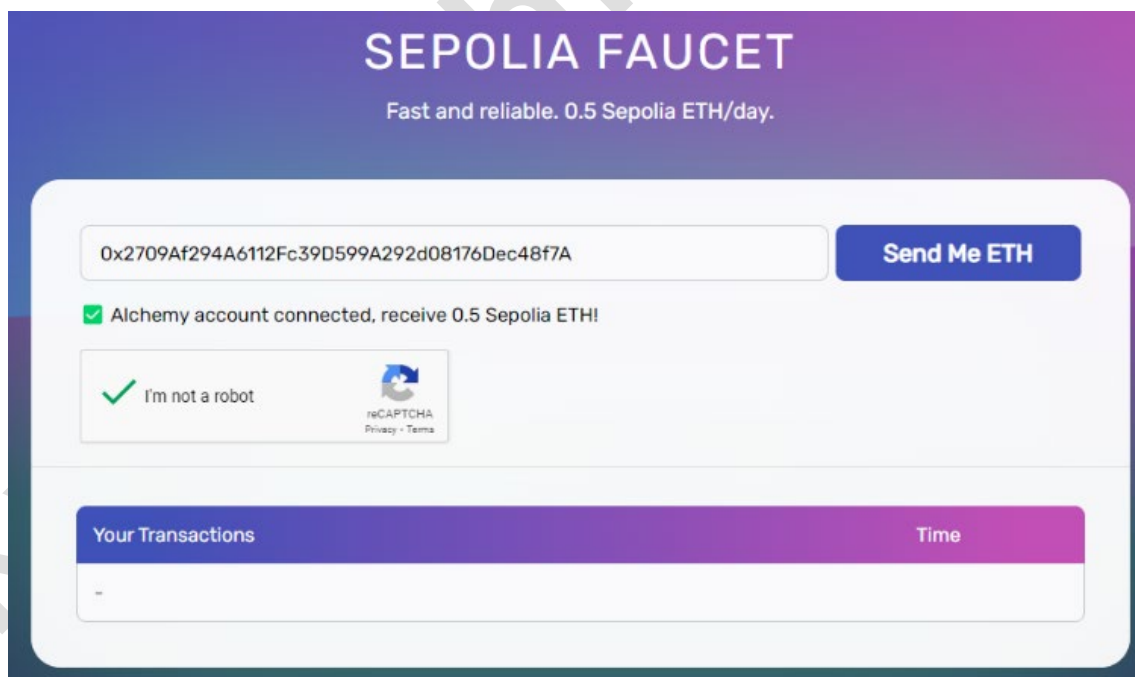 SEPOLIA FAUCET
Fast and reliable. 0.5 Sepolia ETH/day.
0x2709Af294A6112Fc39D599A292d08176Dec48f7A
Send Me ETH
Alchemy account connected, receive 0.5 Sepolia ETH!
I'm not a robot
reCAPTCHA
Privacy - Terms
Your Transactions
Time
-